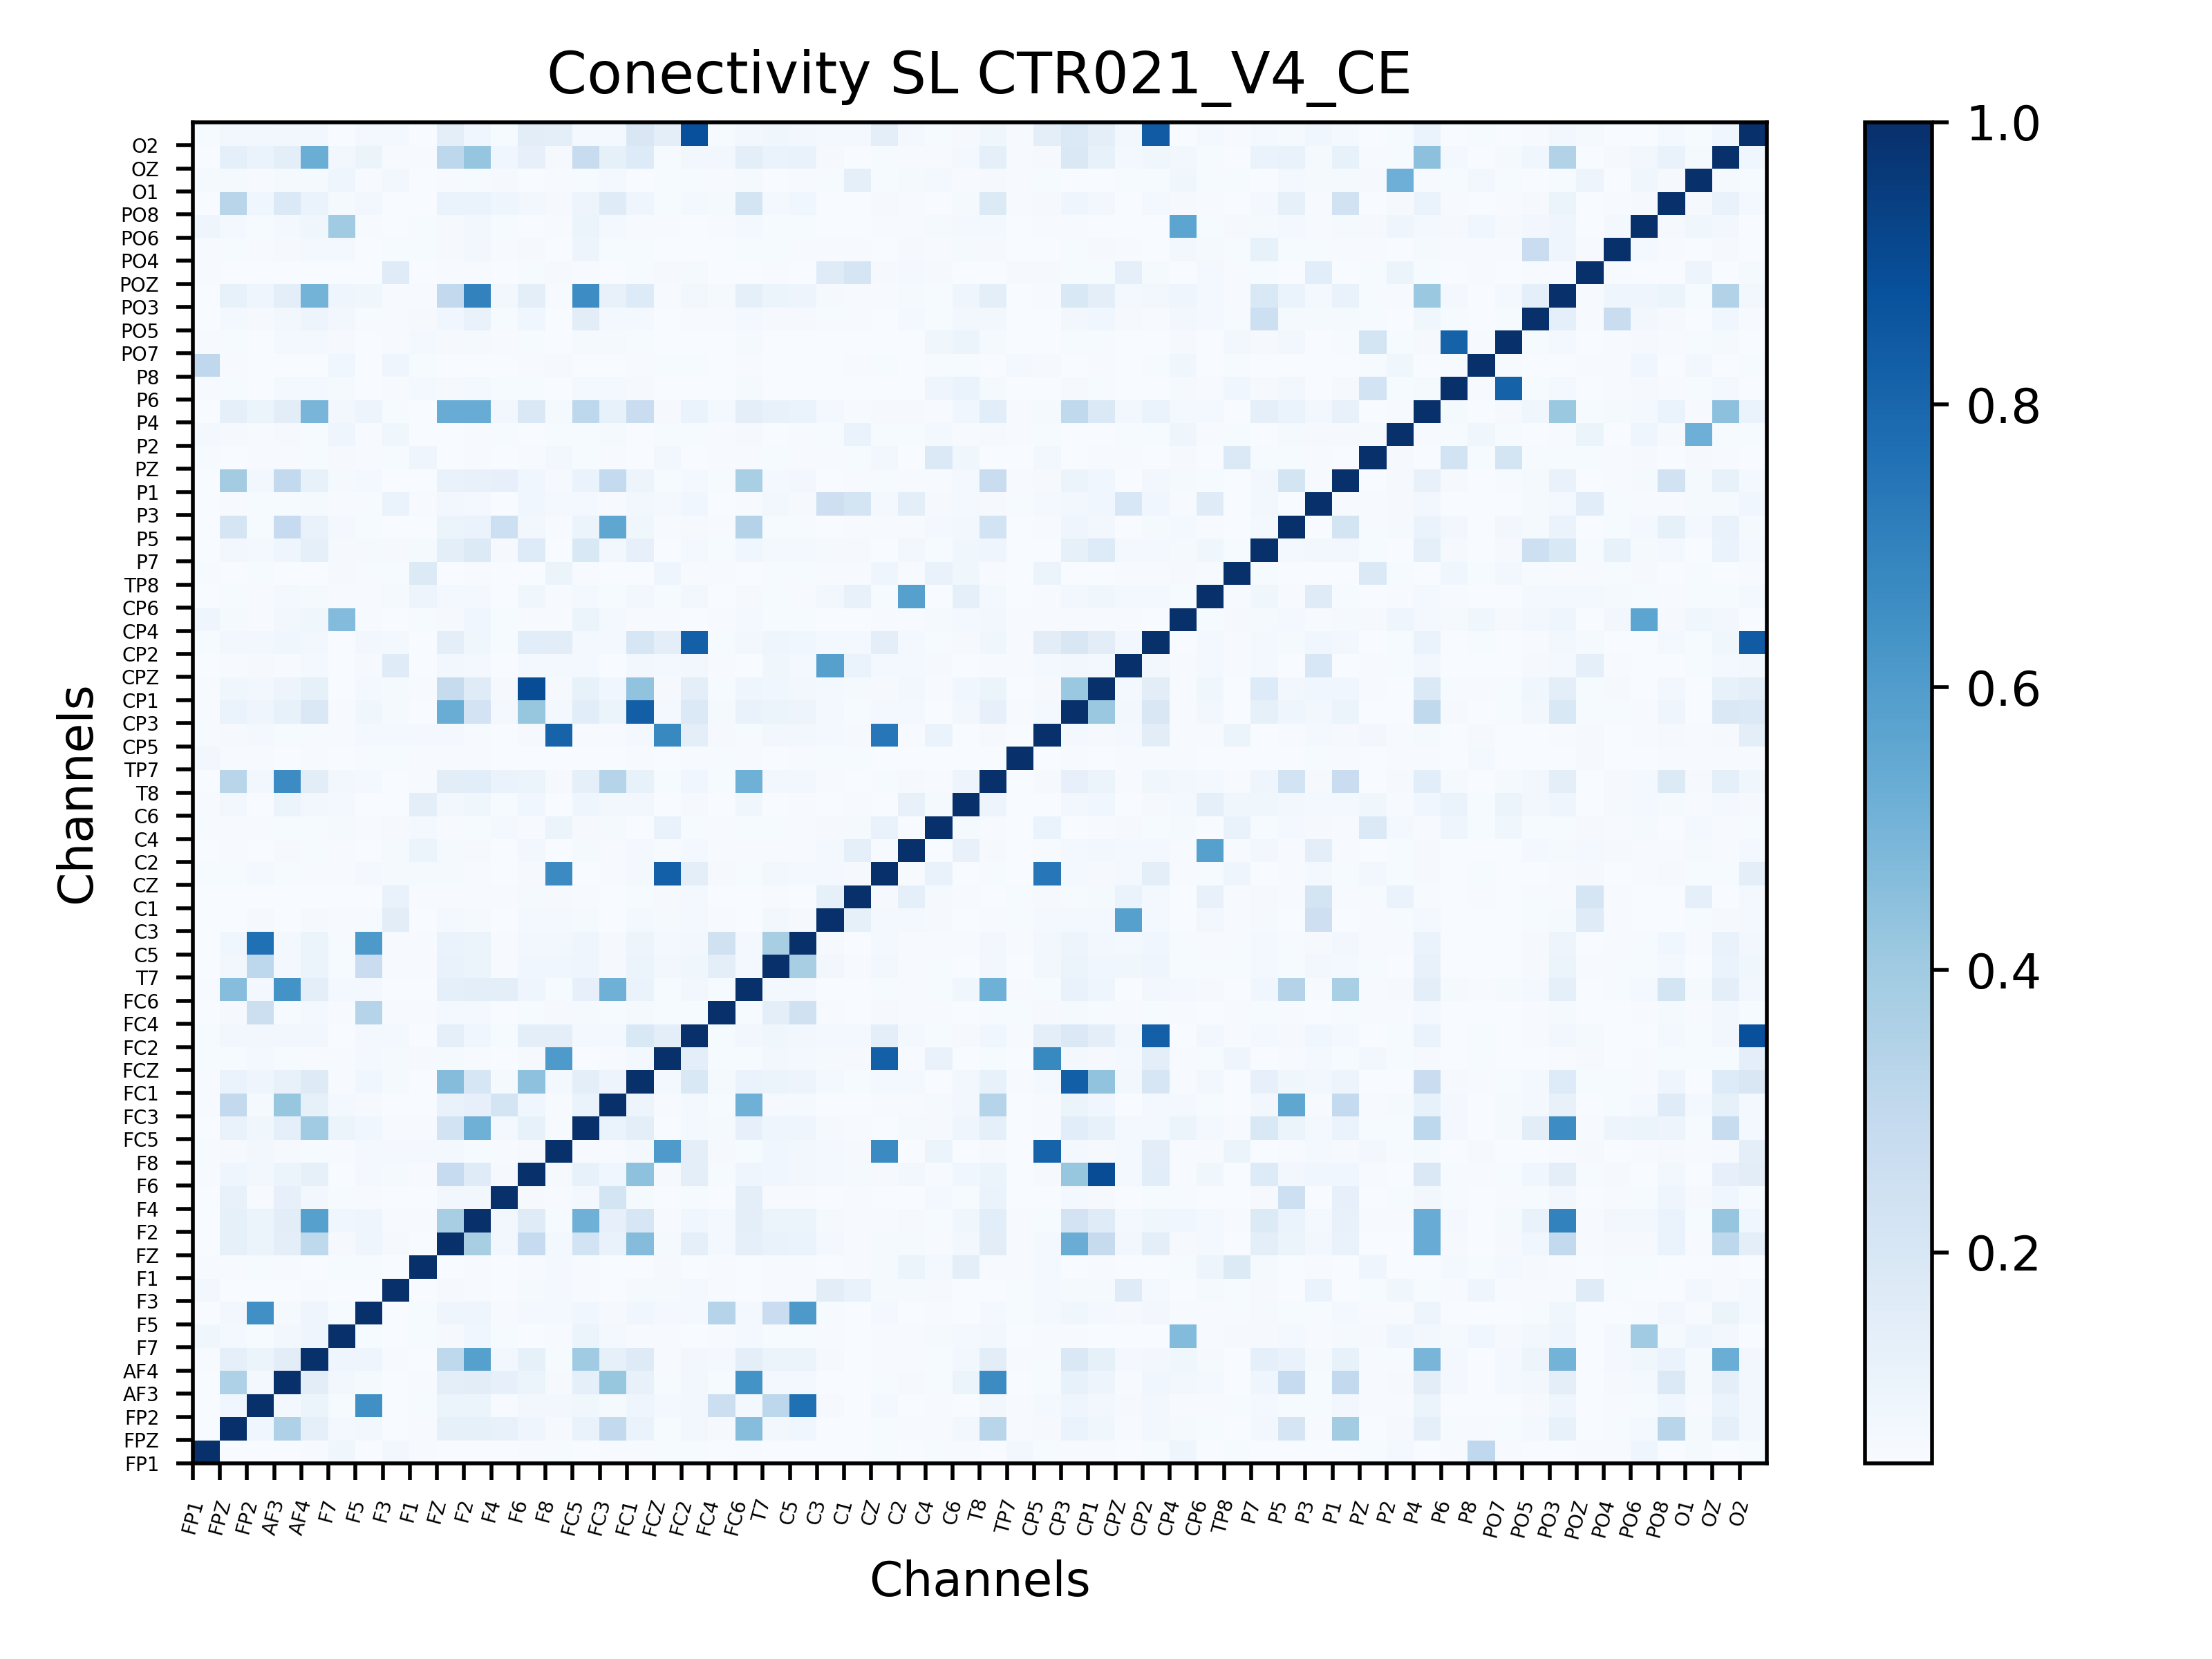 Conectivity SL CTR021_V4_CE
1.0
0.8
0.6
0.4
0.2
Channels
O2
OZ
O1
PO8
PO6
PO4
POZ
PO3
PO5
PO7
P8
P6
P4
P2
PZ
P1
P3
P5
P7
TP8
CP6
CP4
CP2
CPZ
CP1
CP3
CP5
TP7
T8
C6
C4
C2
CZ
C1
C3
C5
T7
FC6
FC4
FC2
FCZ
FC1
FC3
FC5
F8
F6
F4
F2
FZ
F1
F3
F5
F7
AF4
AF3
FP2
FPZ
FP1
FP1 FPZ FP2 AF3 AF4 F7 F5 F3 F1 FZ F2 F4 F6 F8 FC5 FC3 FC1 FCZ FC2 FC4 FC6 T7 C5 C3 C1 CZ C2 C4 C6 T8 TP7 CP5 CP3 CP1 CPZ CP2 CP4 CP6 TP8 P7 P5 P3 P1 PZ P2 P4 P6 P8 PO7 PO5 PO3 POZ PO4 PO6 PO8 O1 OZ O2
Channels